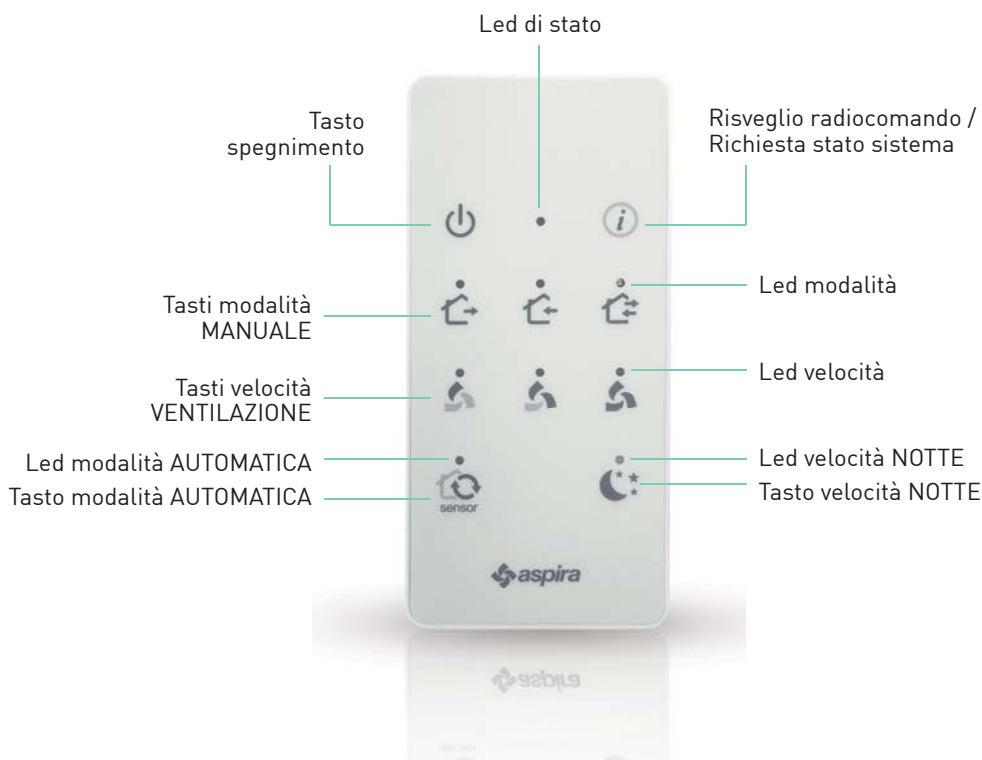 Led di stato
Tasto
spegnimento
Risveglio radiocomando /
Richiesta stato sistema
i
Led modalità
Tasti modalità
MANUALE
Led velocità
Tasti velocità
VENTILAZIONE
Led modalità AUTOMATICA
Tasto modalità AUTOMATICA
Led velocità NOTTE
Tasto velocità NOTTE
sensor
aspira
aspira